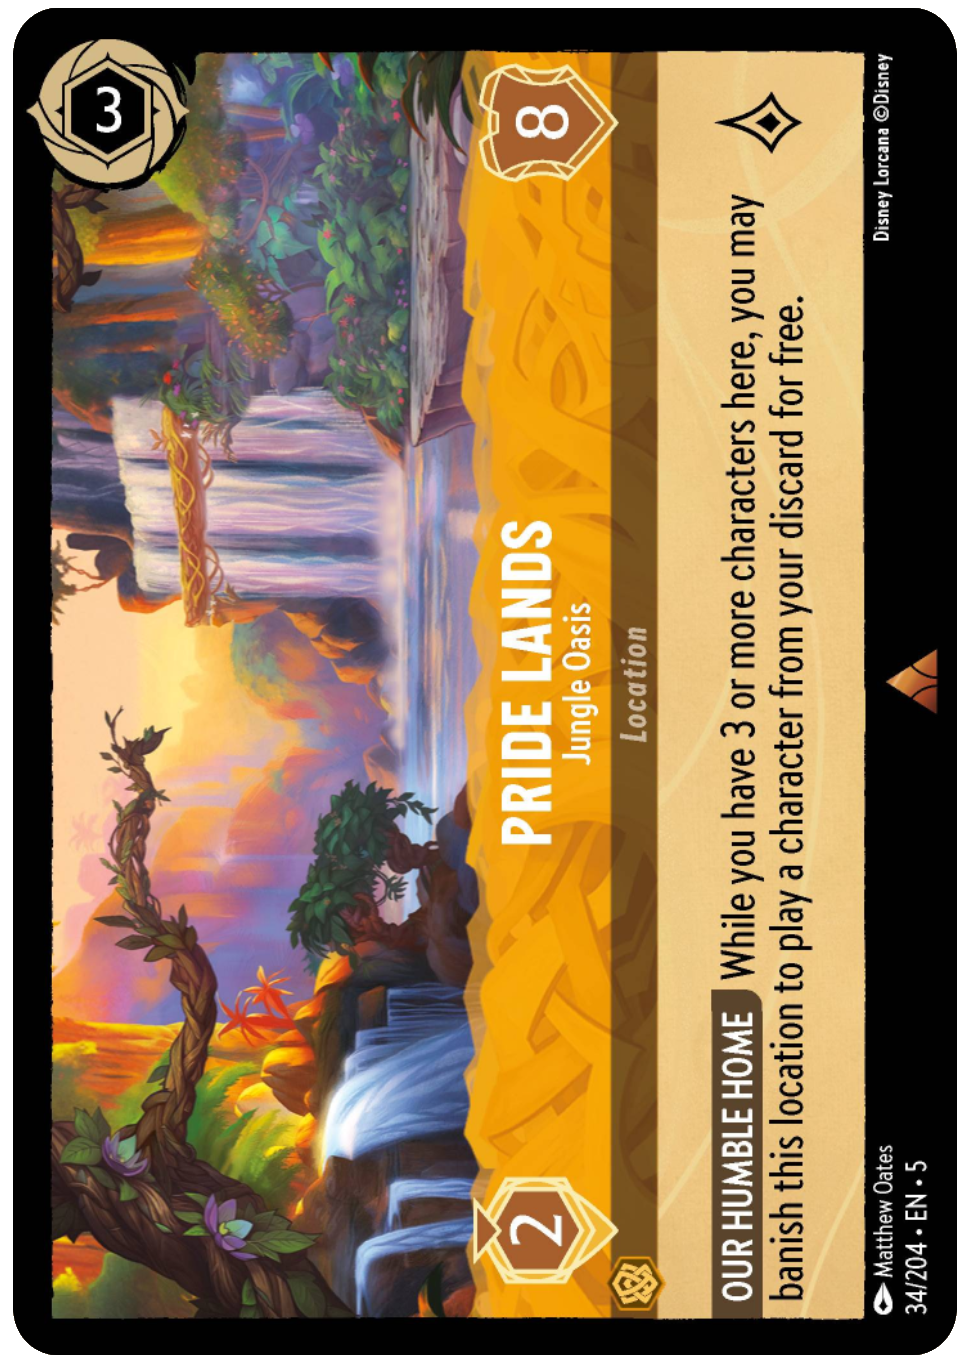 3
PRIDE LANDS
Jungle Oasis
2
8
Location
OUR HUMBLE HOME While you have 3 or more characters here, you may
banish this location to play a character from your discard for free.
Matthew Oates
34/204 • EN • 5
Disney Lorcana ©Disney